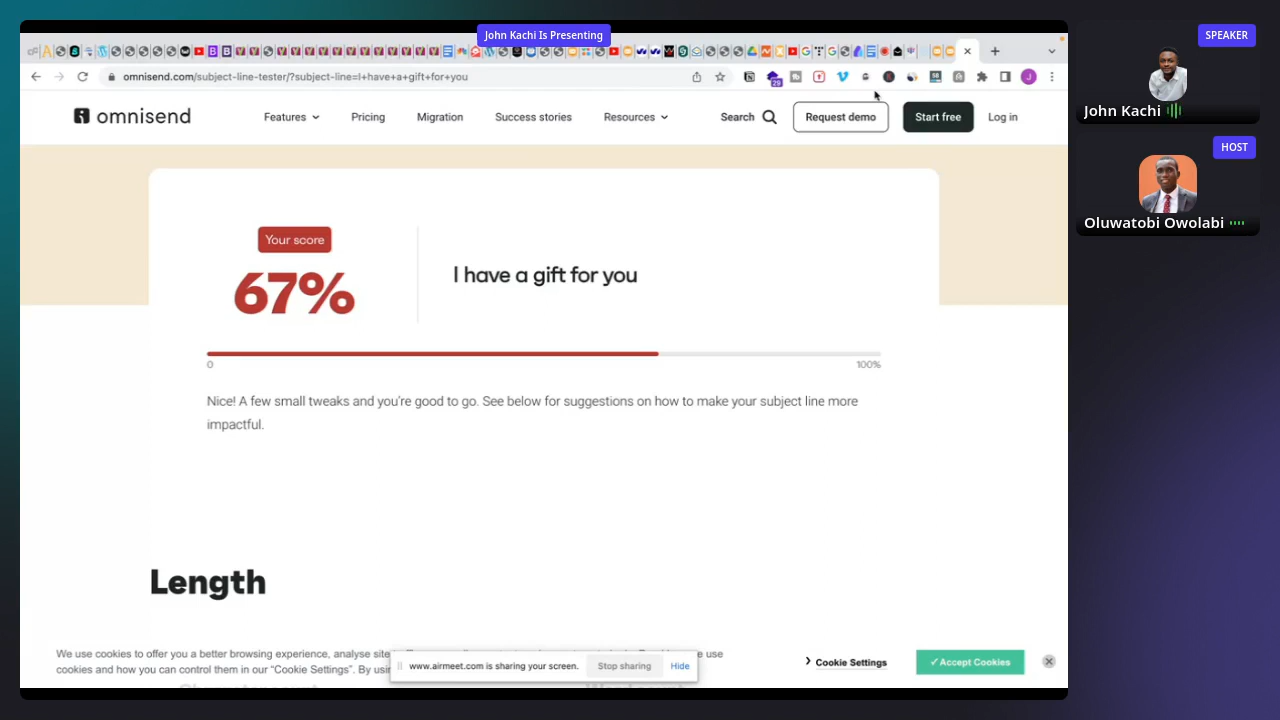 John Kachi Is Presenting
omnisend.com/subject-line-tester/?subject-line=I+have+a+gift+for+you
29
J
omnisend
Features
Pricing
Migration
Success stories
Resources
Search
Request demo
Start free
Log in
Your score
67%
I have a gift for you
0
100%
Nice! A few small tweaks and you're good to go. See below for suggestions on how to make your subject line more
impactful.
Length
We use cookies to offer you a better browsing experience, analyse site
use
cookies and how you can control them in our "Cookie Settings". By
www.airmeet.com is sharing your screen.
Stop sharing
Hide
Cookie Settings
✓Accept Cookies
SPEAKER
John Kachi
HOST
Oluwatobi Owolabi